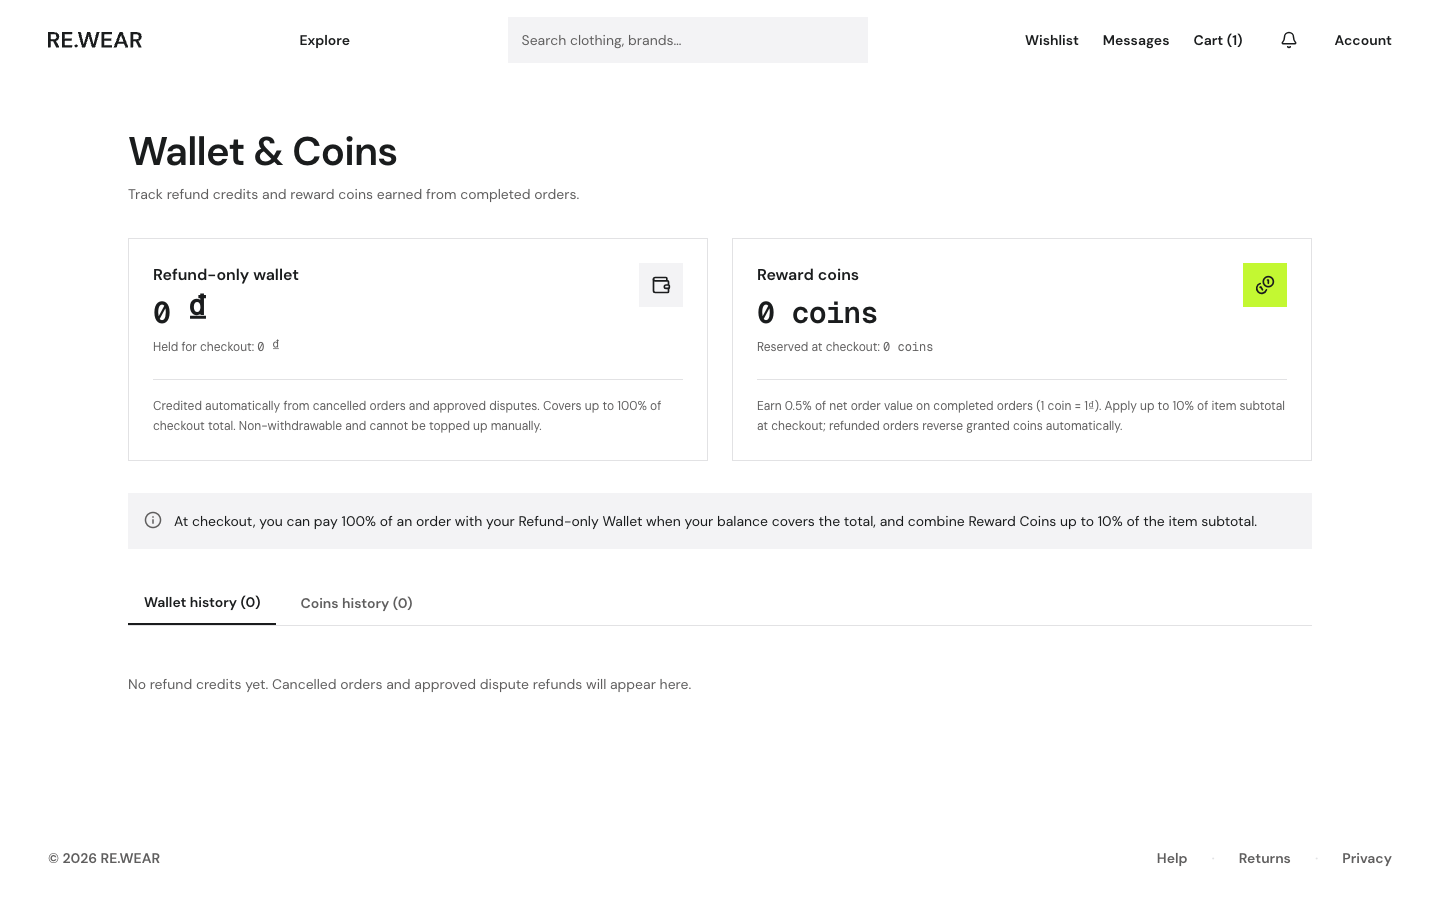 RE.WEAR
Explore
Search clothing, brands…
Wishlist
Messages
Cart (1)
Account
Wallet & Coins
Track refund credits and reward coins earned from completed orders.
Refund-only wallet
0 ₫
Held for checkout: 0 ₫
Credited automatically from cancelled orders and approved disputes. Covers up to 100% of
checkout total. Non-withdrawable and cannot be topped up manually.
Reward coins
0 coins
Reserved at checkout: 0 coins
Earn 0.5% of net order value on completed orders (1 coin = 1₫). Apply up to 10% of item subtotal
at checkout; refunded orders reverse granted coins automatically.
At checkout, you can pay 100% of an order with your Refund-only Wallet when your balance covers the total, and combine Reward Coins up to 10% of the item subtotal.
Wallet history (0)
Coins history (0)
No refund credits yet. Cancelled orders and approved dispute refunds will appear here.
© 2026 RE.WEAR
Help · Returns · Privacy